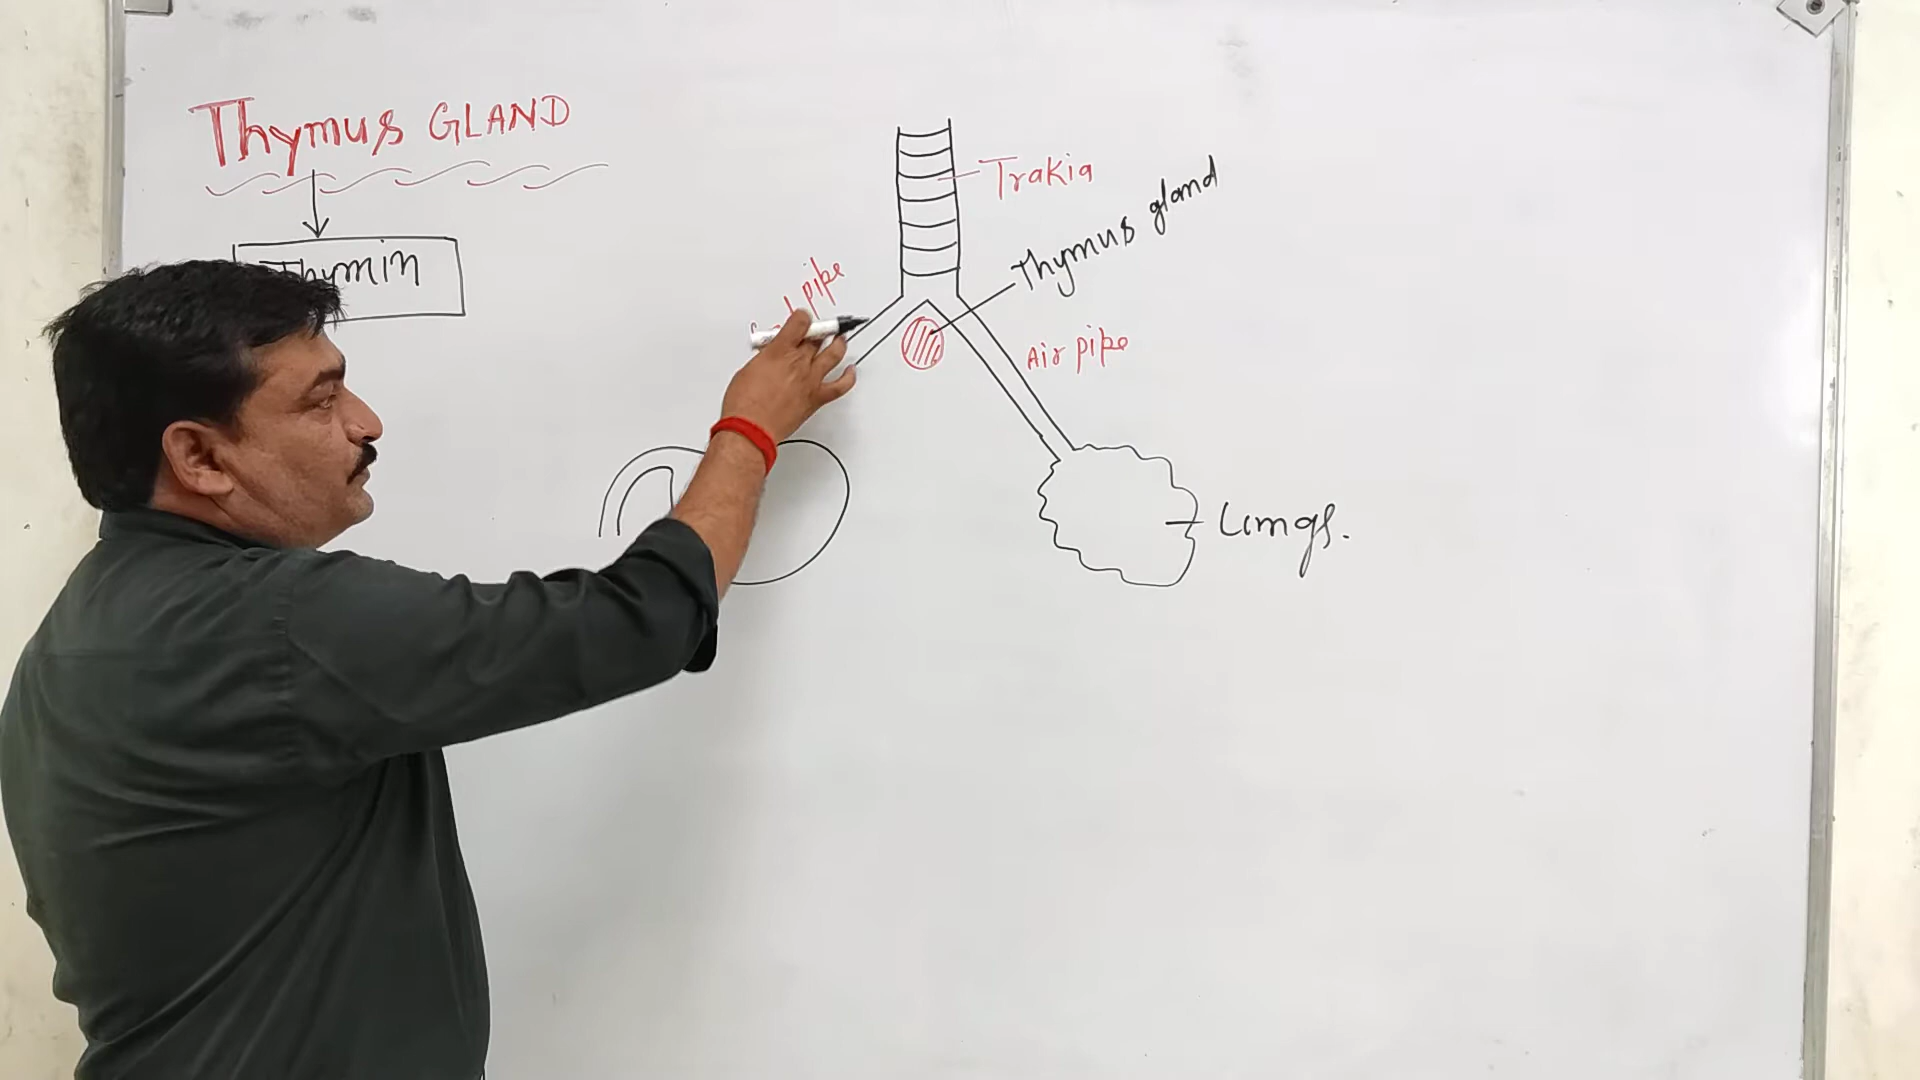 Thymus GLAND
Thymin
Trakia
Thymus gland
pipe
Air pipe
Lungs.